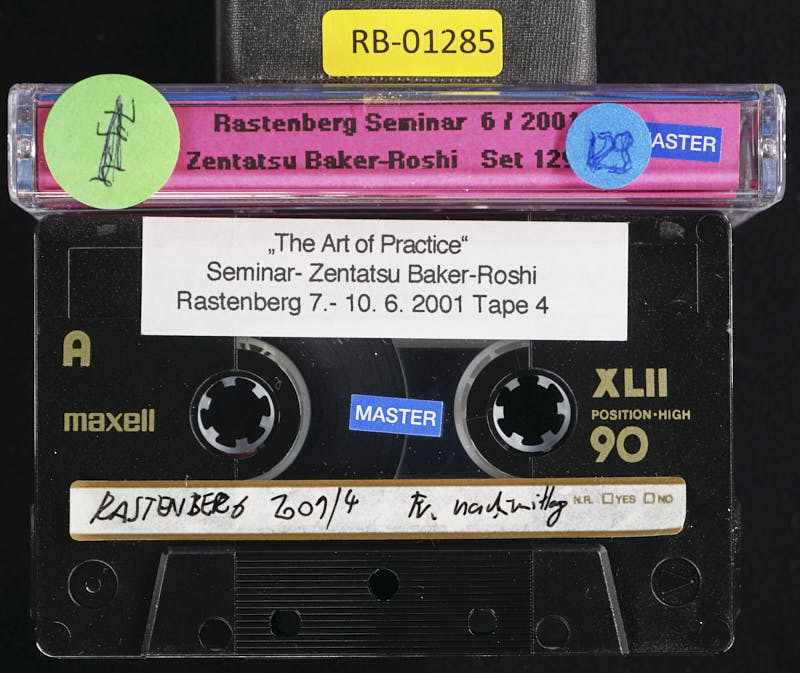 RB-01285
Rastenberg Seminar 6 / 2001
Zentatsu Baker-Roshi Set 129
129
ASTER
„The Art of Practice“
Seminar- Zentatsu Baker-Roshi
Rastenberg 7.- 10. 6. 2001 Tape 4
A
maxell
MASTER
XLII
POSITION·HIGH
90
RASTENBERG 2001/4 Fr. nachmittag
N.R. YES NO